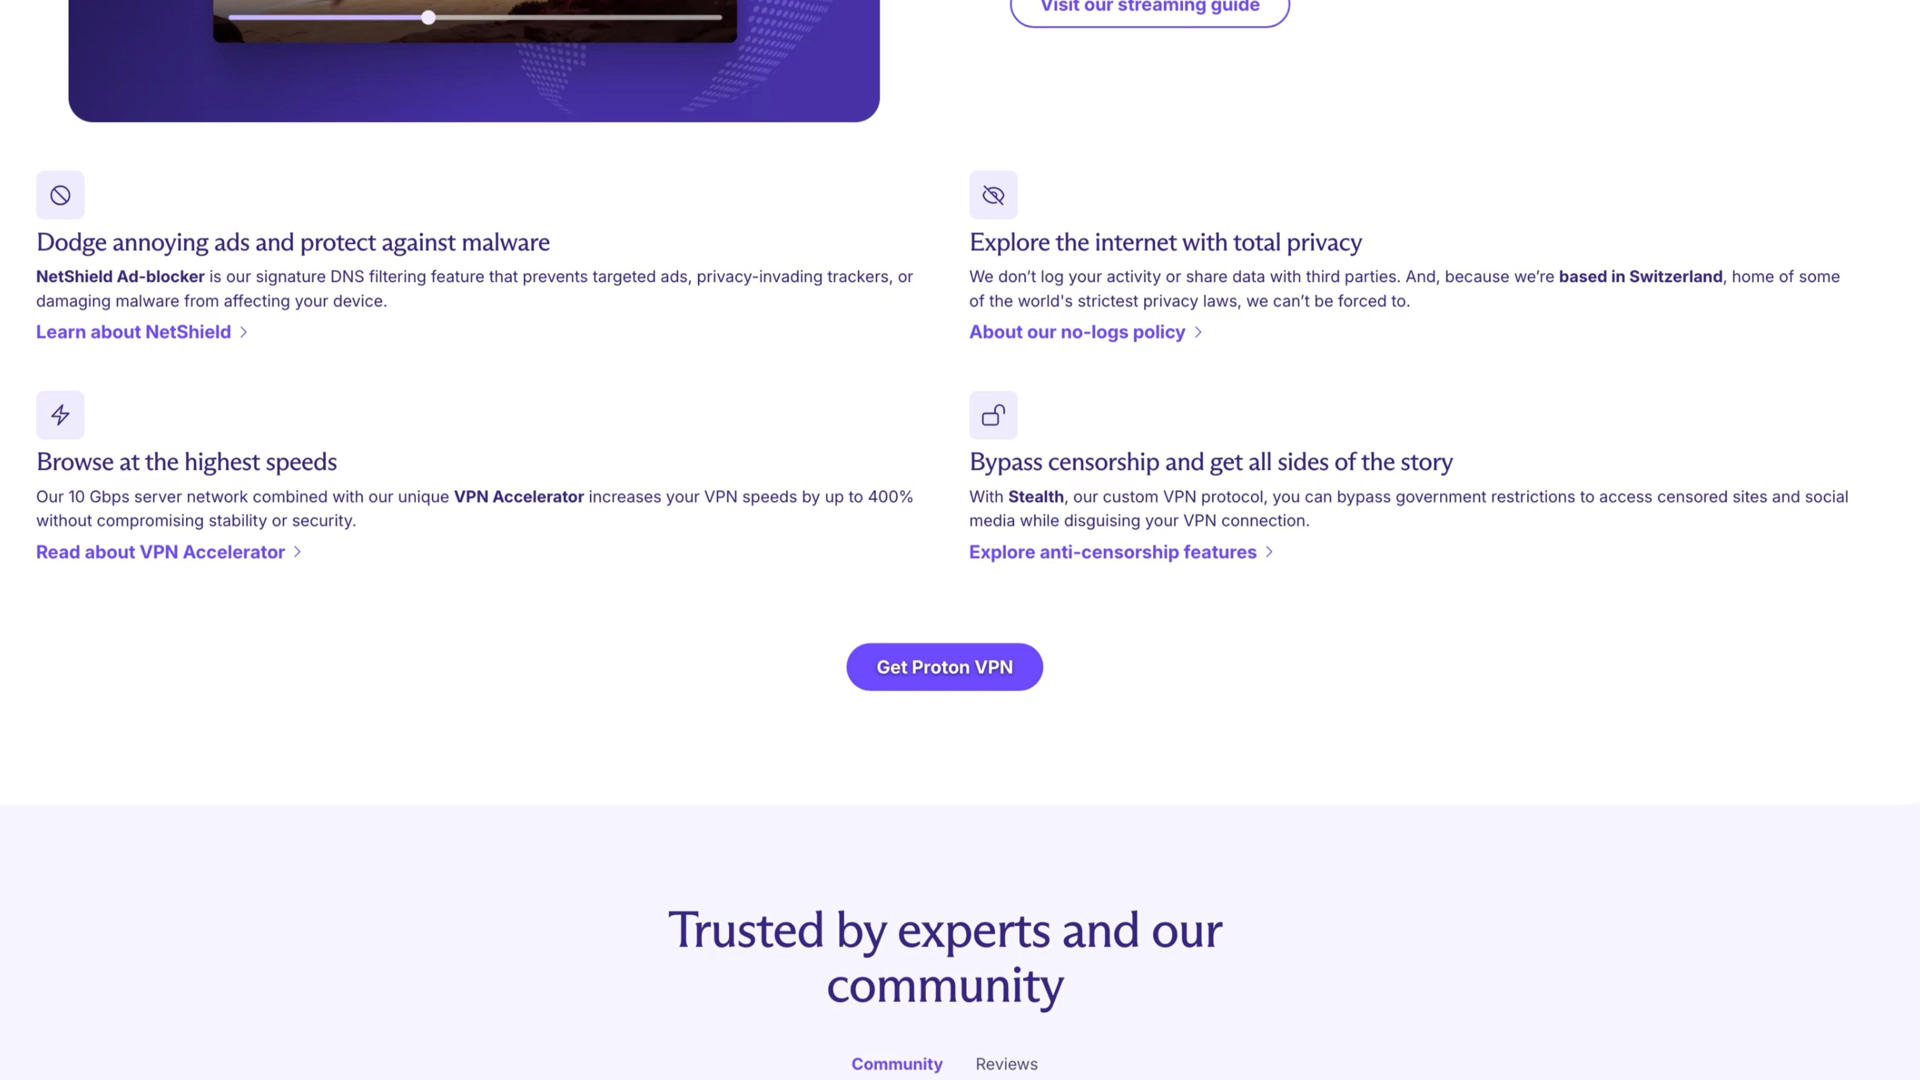 Visit our streaming guide
Dodge annoying ads and protect against malware
NetShield Ad-blocker is our signature DNS filtering feature that prevents targeted ads, privacy-invading trackers, or
damaging malware from affecting your device.
Learn about NetShield
Explore the internet with total privacy
We don’t log your activity or share data with third parties. And, because we’re based in Switzerland, home of some
of the world's strictest privacy laws, we can’t be forced to.
About our no-logs policy
Browse at the highest speeds
Our 10 Gbps server network combined with our unique VPN Accelerator increases your VPN speeds by up to 400%
without compromising stability or security.
Read about VPN Accelerator
Bypass censorship and get all sides of the story
With Stealth, our custom VPN protocol, you can bypass government restrictions to access censored sites and social
media while disguising your VPN connection.
Explore anti-censorship features
Get Proton VPN
Trusted by experts and our
community
Community
Reviews